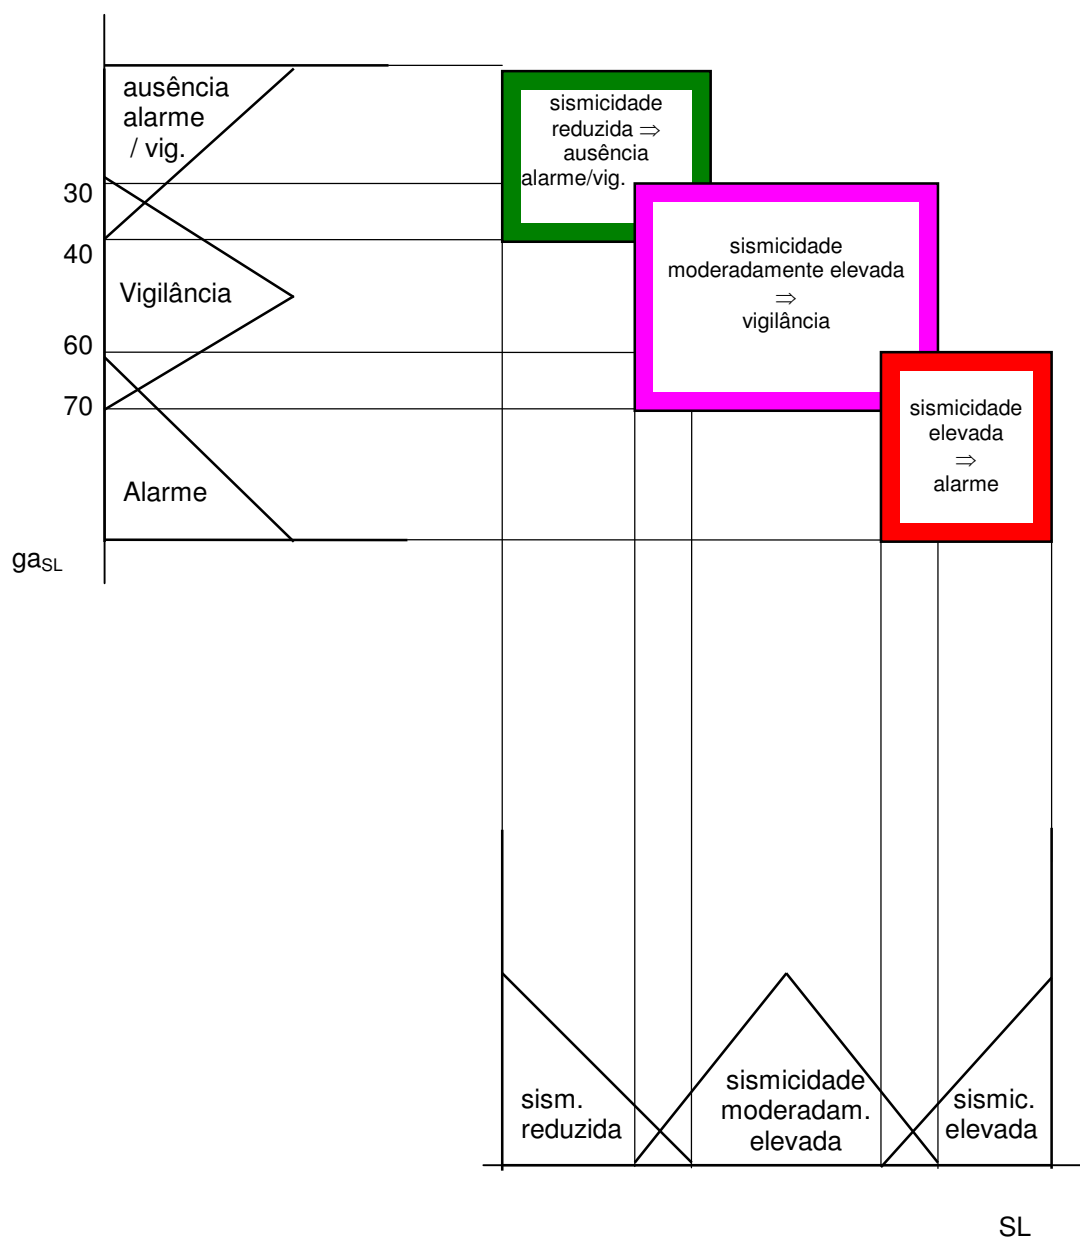 ausência
alarme
/ vig.
30
40
Vigilância
60
70
Alarme
ga_SL
sismicidade
reduzida ⇒
ausência
alarme/vig.
sismicidade
moderadamente elevada
⇒
vigilância
sismicidade
elevada
⇒
alarme
sism.
reduzida
sismicidade
moderadam.
elevada
sismic.
elevada
SL